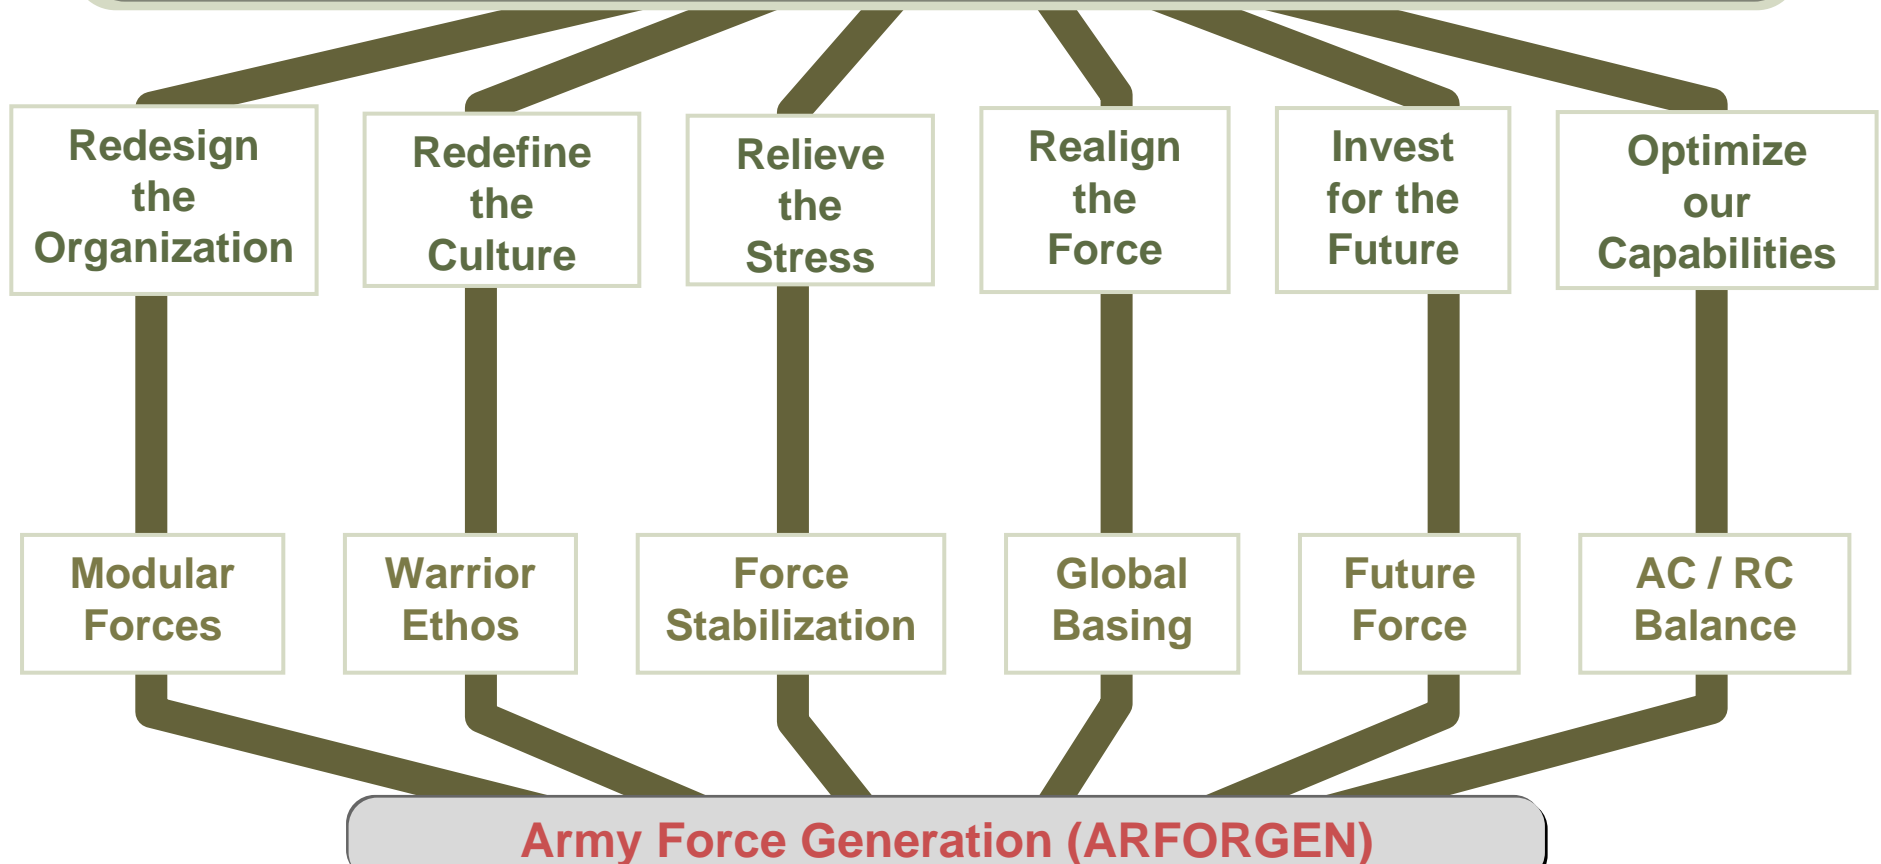 Redesign
the
Organization
Redefine
the
Culture
Relieve
the
Stress
Realign
the
Force
Invest
for the
Future
Optimize
our
Capabilities
Modular
Forces
Warrior
Ethos
Force
Stabilization
Global
Basing
Future
Force
AC / RC
Balance
Army Force Generation (ARFORGEN)